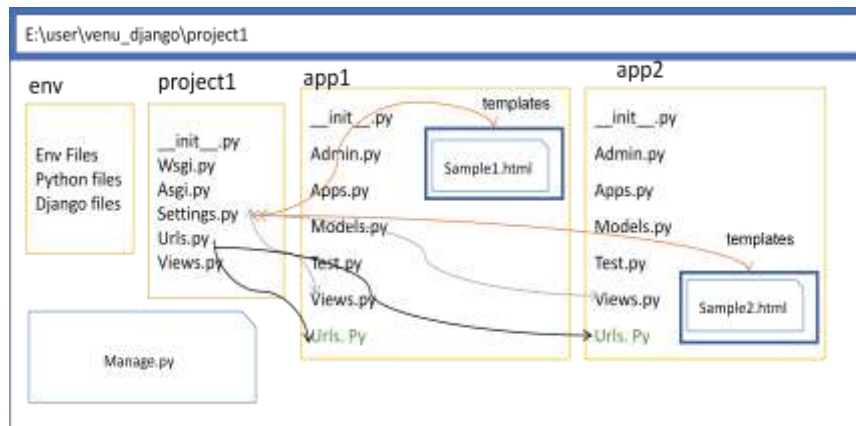 E:\user\venu_django\project1
env
Env Files
Python files
Django files
project1
__init__.py
Wsgi.py
Asgi.py
Settings.py
Urls.py
Views.py
app1
__init__.py
Admin.py
Apps.py
Models.py
Test.py
Views.py
Urls. Py
templates
Sample1.html
app2
__init__.py
Admin.py
Apps.py
Models.py
Test.py
Views.py
Urls. Py
templates
Sample2.html
Manage.py